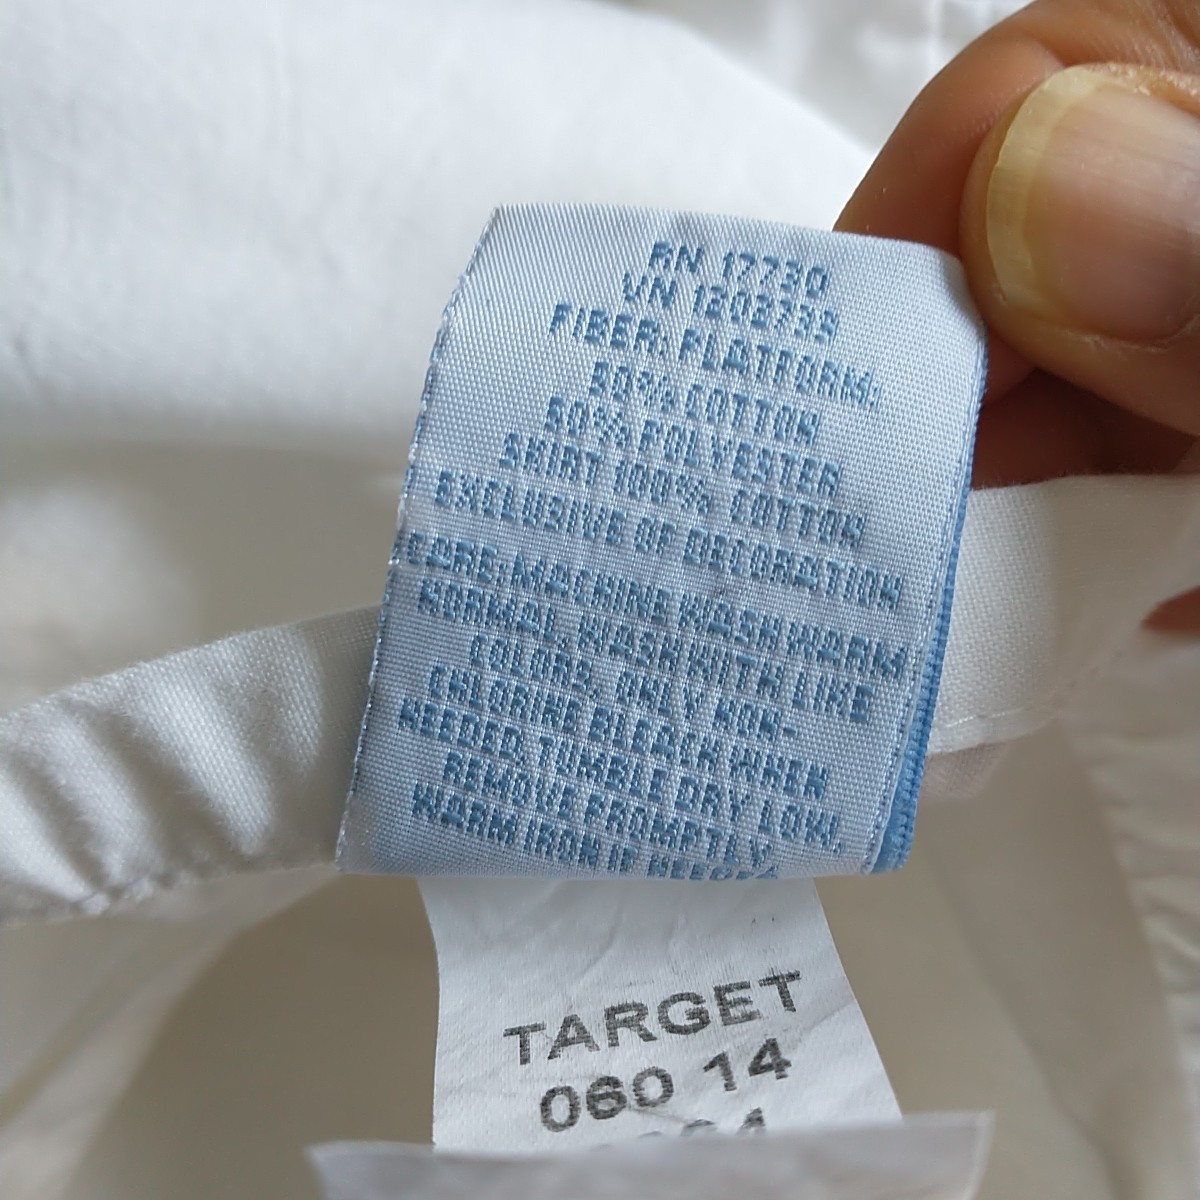 RN 17730
VN 1202739
FIBER: PLATFORM:
50% COTTON
50% POLYESTER
SKIRT 100% COTTON
EXCLUSIVE OF DECORATION
CARE: MACHINE WASH WARM
NORMAL, WASH WITH LIKE
COLORS, ONLY NON-
CHLORINE BLEACH WHEN
NEEDED, TUMBLE DRY LOW,
REMOVE PROMPTLY
WARM IRON IF NEEDED
TARGET
060 14